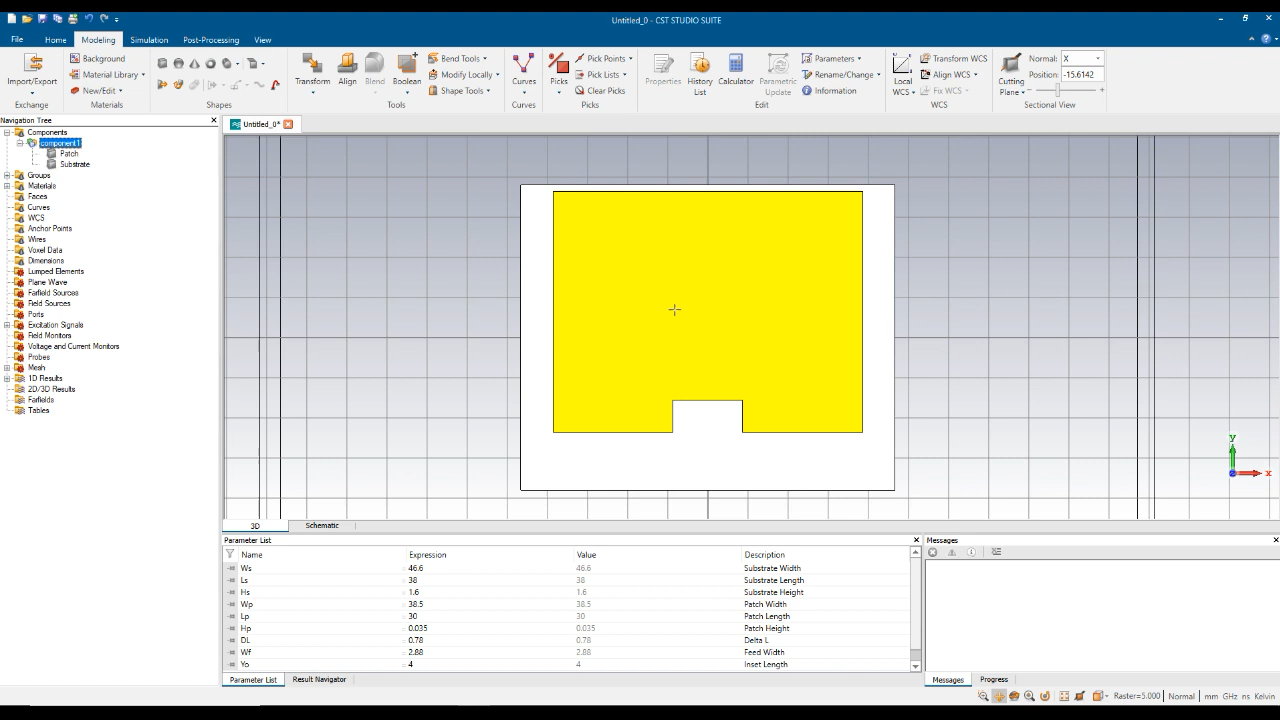 Untitled_0 - CST STUDIO SUITE
File Home Modeling Simulation Post-Processing View
Import/Export
Exchange
Background
Material Library
New/Edit
Materials
Shapes
Transform Align Blend Boolean
Bend Tools
Modify Locally
Shape Tools
Tools
Curves
Curves
Picks
Pick Points
Pick Lists
Clear Picks
Picks
Properties History List Calculator Parametric Update
Parameters
Rename/Change
Information
Edit
Local WCS
Transform WCS
Align WCS
Fix WCS
WCS
Cutting Plane
Normal: X
Position: -15.6142
Sectional View
Navigation Tree
Untitled_0*
Components
component1
Patch
Substrate
Groups
Materials
Faces
Curves
WCS
Anchor Points
Wires
Voxel Data
Dimensions
Lumped Elements
Plane Wave
Farfield Sources
Field Sources
Ports
Excitation Signals
Field Monitors
Voltage and Current Monitors
Probes
Mesh
1D Results
2D/3D Results
Farfields
Tables
y
x
3D Schematic
Parameter List
Name Expression Value Description
Ws = 46.6 46.6 Substrate Width
Ls = 38 38 Substrate Length
Hs = 1.6 1.6 Substrate Height
Wp = 38.5 38.5 Patch Width
Lp = 30 30 Patch Length
Hp = 0.035 0.035 Patch Height
DL = 0.78 0.78 Delta L
Wf = 2.88 2.88 Feed Width
Yo = 4 4 Inset Length
Parameter List Result Navigator
Messages
Messages Progress
Raster=5.000 Normal mm GHz ns Kelvin